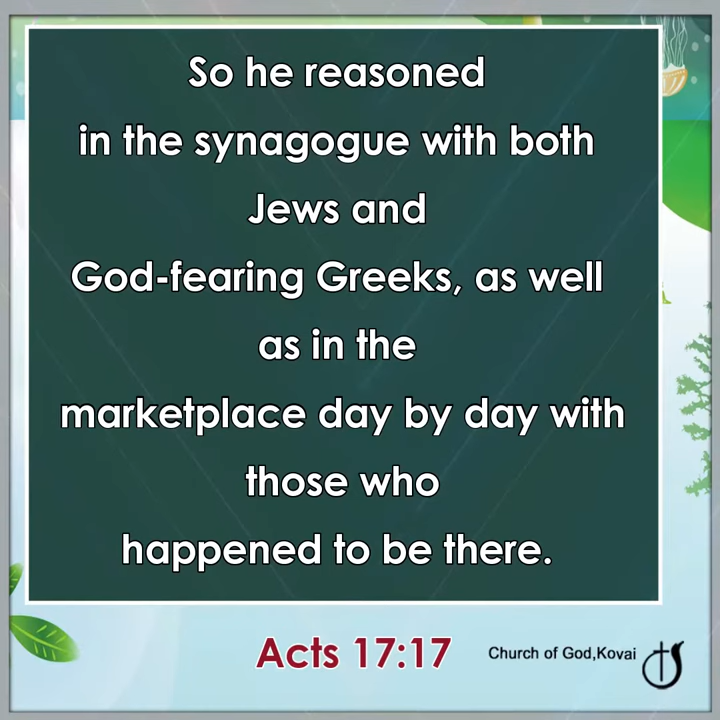 So he reasoned
in the synagogue with both
Jews and
God-fearing Greeks, as well
as in the
marketplace day by day with
those who
happened to be there.
Acts 17:17
Church of God,Kovai